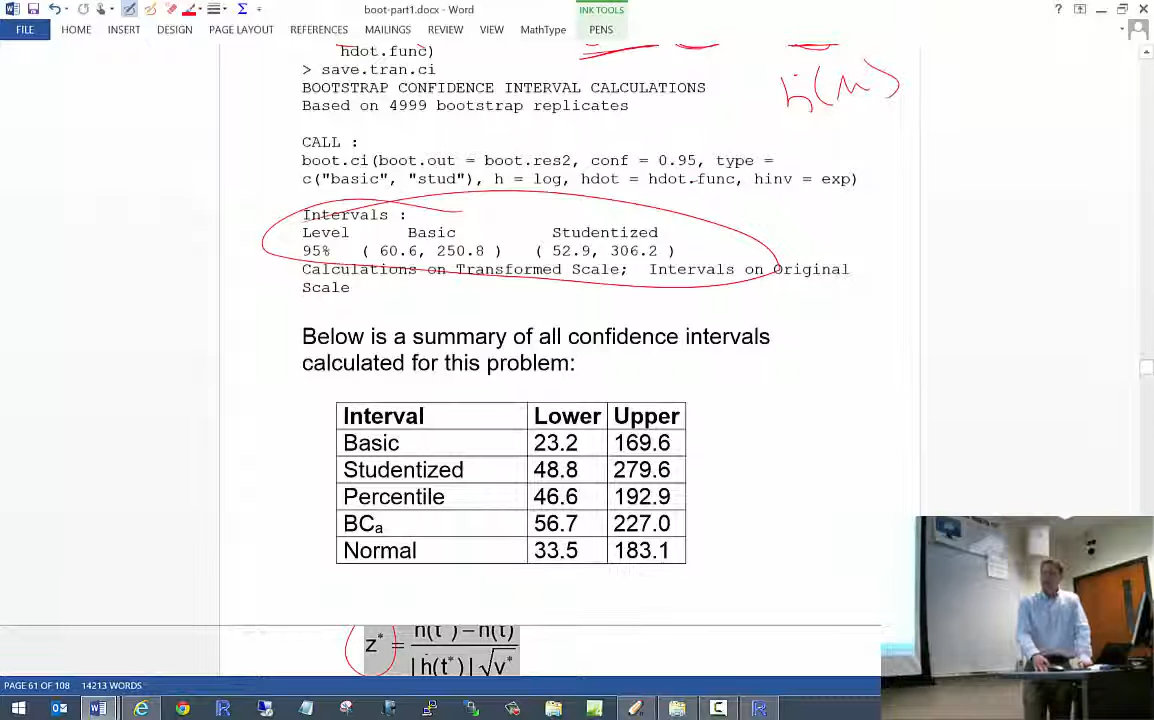 boot-part1.docx - Word
INK TOOLS
FILE HOME INSERT DESIGN PAGE LAYOUT REFERENCES MAILINGS REVIEW VIEW MathType PENS
hdot.func)
> save.tran.ci
BOOTSTRAP CONFIDENCE INTERVAL CALCULATIONS
Based on 4999 bootstrap replicates
CALL :
boot.ci(boot.out = boot.res2, conf = 0.95, type =
c("basic", "stud"), h = log, hdot = hdot.func, hinv = exp)
Intervals :
Level Basic Studentized
95% ( 60.6, 250.8 ) ( 52.9, 306.2 )
Calculations on Transformed Scale; Intervals on Original
Scale
Below is a summary of all confidence intervals
calculated for this problem:
Interval Lower Upper
Basic 23.2 169.6
Studentized 48.8 279.6
Percentile 46.6 192.9
BCa 56.7 227.0
Normal 33.5 183.1
z* = h(t*) − h(t)
|ḣ(t*)|√v*
PAGE 61 OF 108 14213 WORDS